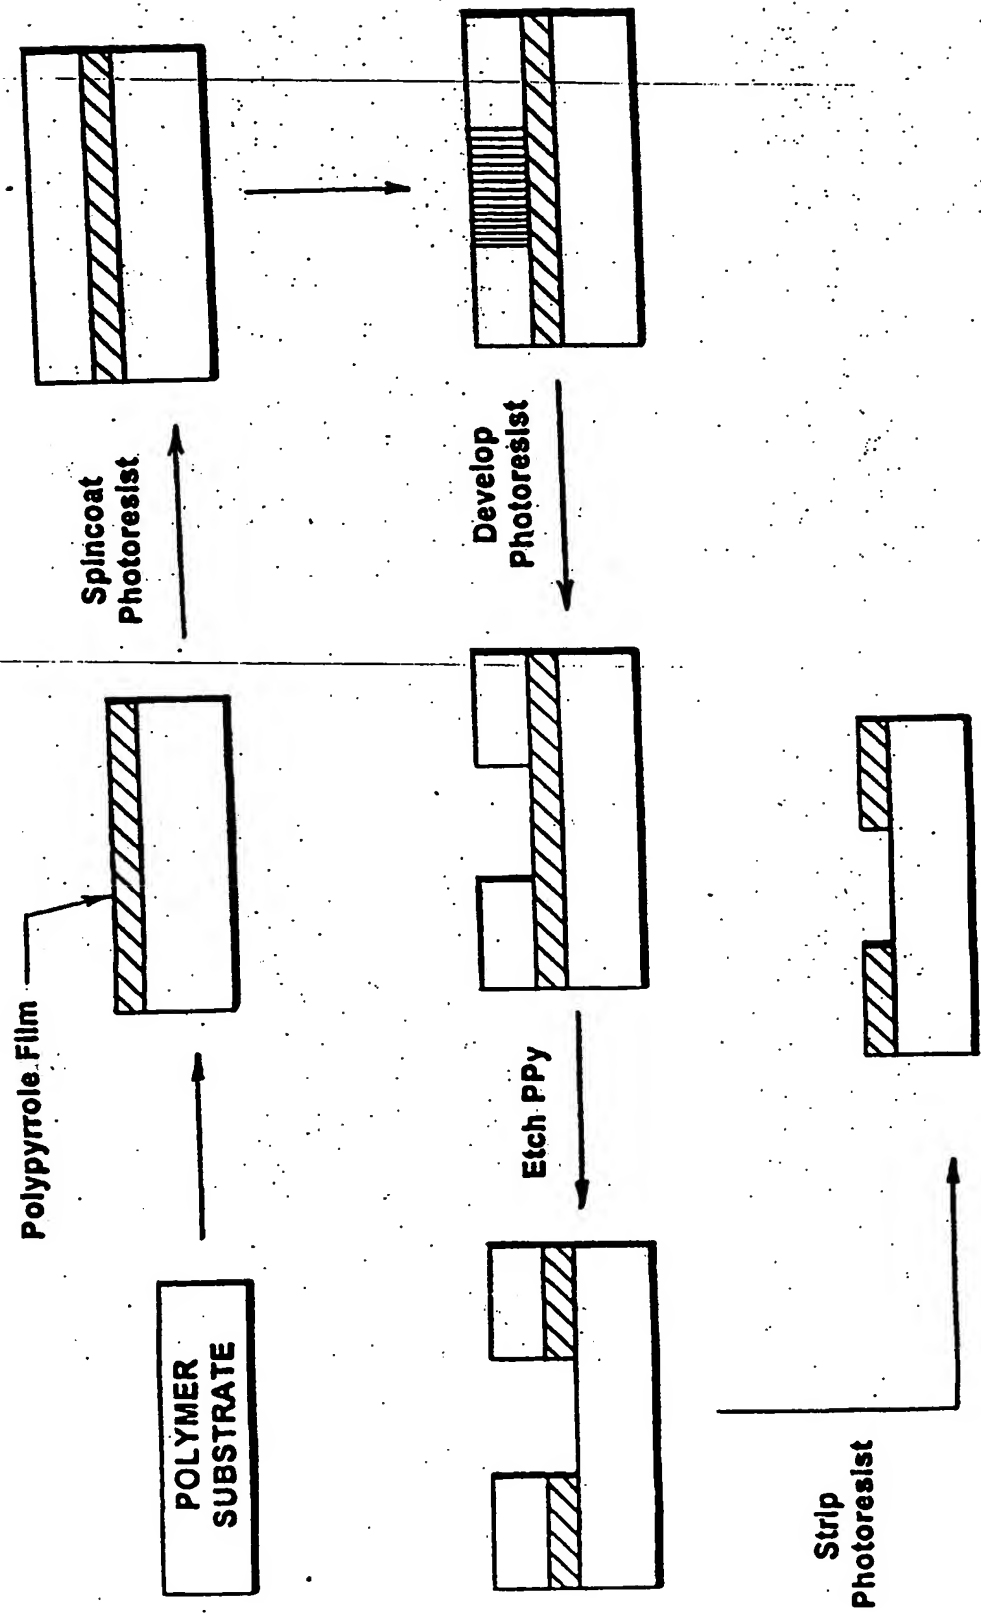 POLYMER
SUBSTRATE
Polypyrrole Film
Spincoat
Photoresist
Develop
Photoresist
Etch PPy
Strip
Photoresist